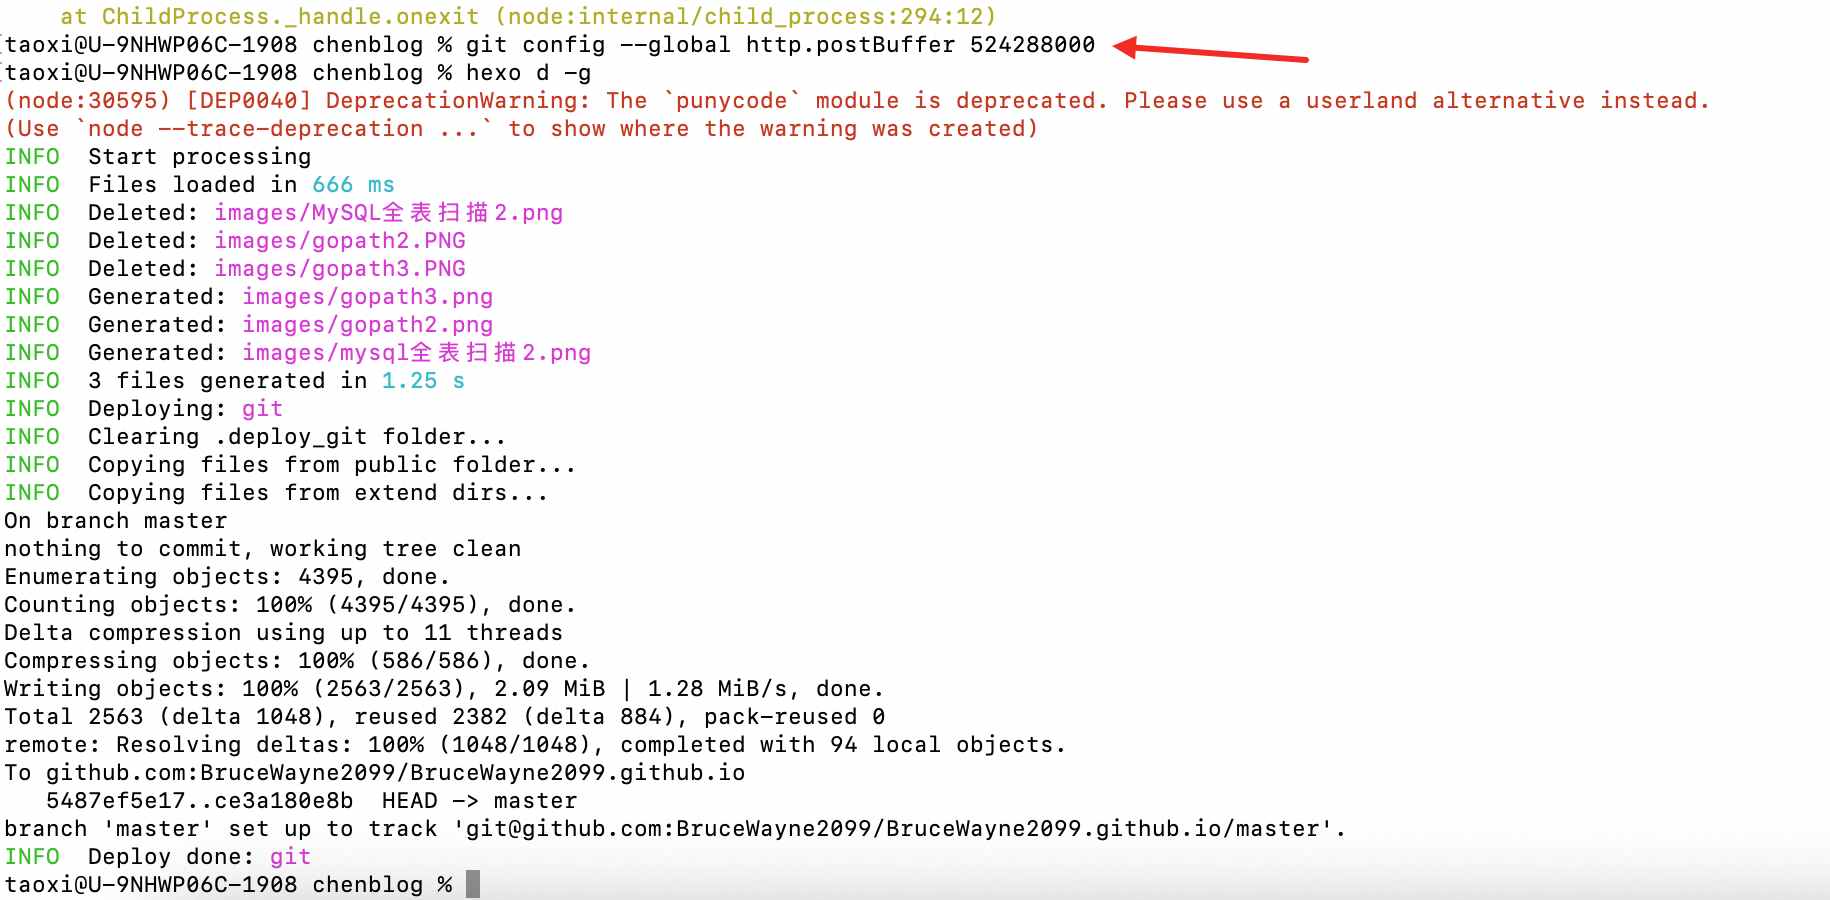 at ChildProcess._handle.onexit (node:internal/child_process:294:12)
[taoxi@U-9NHWP06C-1908 chenblog % git config --global http.postBuffer 524288000
[taoxi@U-9NHWP06C-1908 chenblog % hexo d -g
(node:30595) [DEP0040] DeprecationWarning: The `punycode` module is deprecated. Please use a userland alternative instead.
(Use `node --trace-deprecation ...` to show where the warning was created)
INFO  Start processing
INFO  Files loaded in 666 ms
INFO  Deleted: images/MySQL全表扫描2.png
INFO  Deleted: images/gopath2.PNG
INFO  Deleted: images/gopath3.PNG
INFO  Generated: images/gopath3.png
INFO  Generated: images/gopath2.png
INFO  Generated: images/mysql全表扫描2.png
INFO  3 files generated in 1.25 s
INFO  Deploying: git
INFO  Clearing .deploy_git folder...
INFO  Copying files from public folder...
INFO  Copying files from extend dirs...
On branch master
nothing to commit, working tree clean
Enumerating objects: 4395, done.
Counting objects: 100% (4395/4395), done.
Delta compression using up to 11 threads
Compressing objects: 100% (586/586), done.
Writing objects: 100% (2563/2563), 2.09 MiB | 1.28 MiB/s, done.
Total 2563 (delta 1048), reused 2382 (delta 884), pack-reused 0
remote: Resolving deltas: 100% (1048/1048), completed with 94 local objects.
To github.com:BruceWayne2099/BruceWayne2099.github.io
   5487ef5e17..ce3a180e8b  HEAD -> master
branch 'master' set up to track 'git@github.com:BruceWayne2099/BruceWayne2099.github.io/master'.
INFO  Deploy done: git
taoxi@U-9NHWP06C-1908 chenblog %